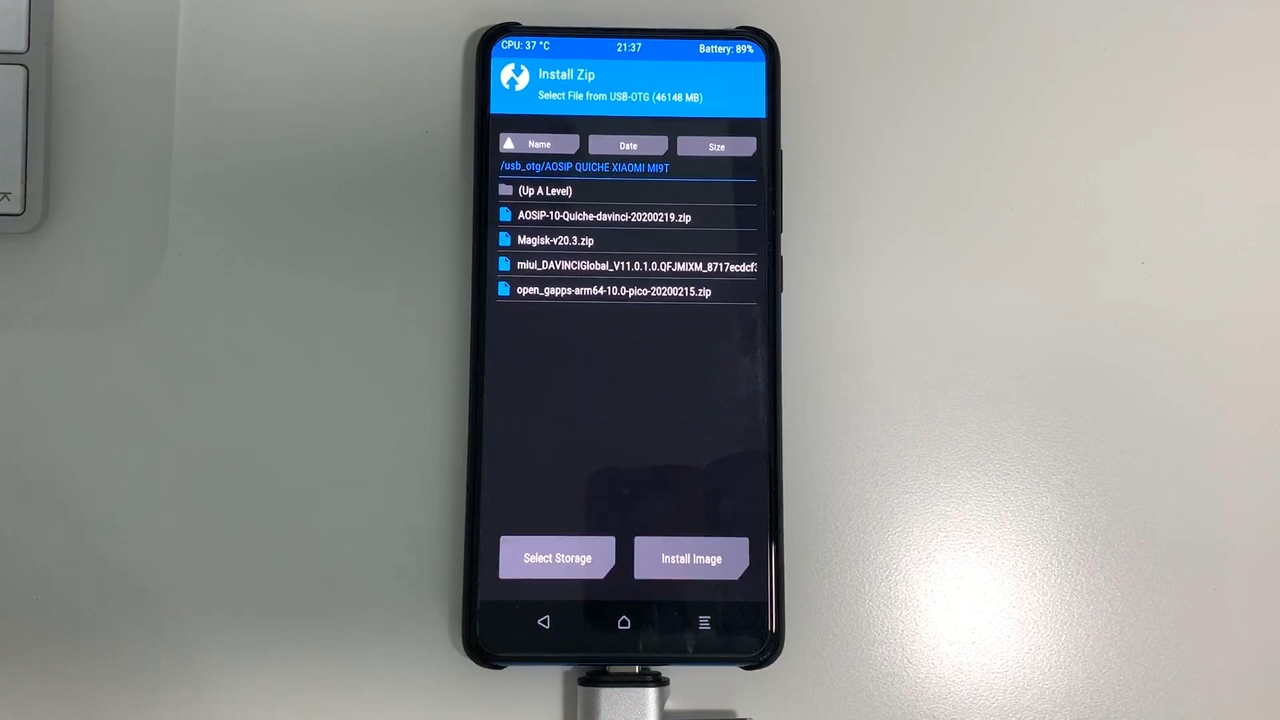 CPU: 37 °C 21:37 Battery: 89%
Install Zip
Select File from USB-OTG (46148 MB)
Name Date Size
/usb_otg/AOSiP QUICHE XIAOMI MI9T
(Up A Level)
AOSiP-10-Quiche-davinci-20200219.zip
Magisk-v20.3.zip
miui_DAVINCIGlobal_V11.0.1.0.QFJMIXM_8717ecdcf3
open_gapps-arm64-10.0-pico-20200215.zip
Select Storage Install Image